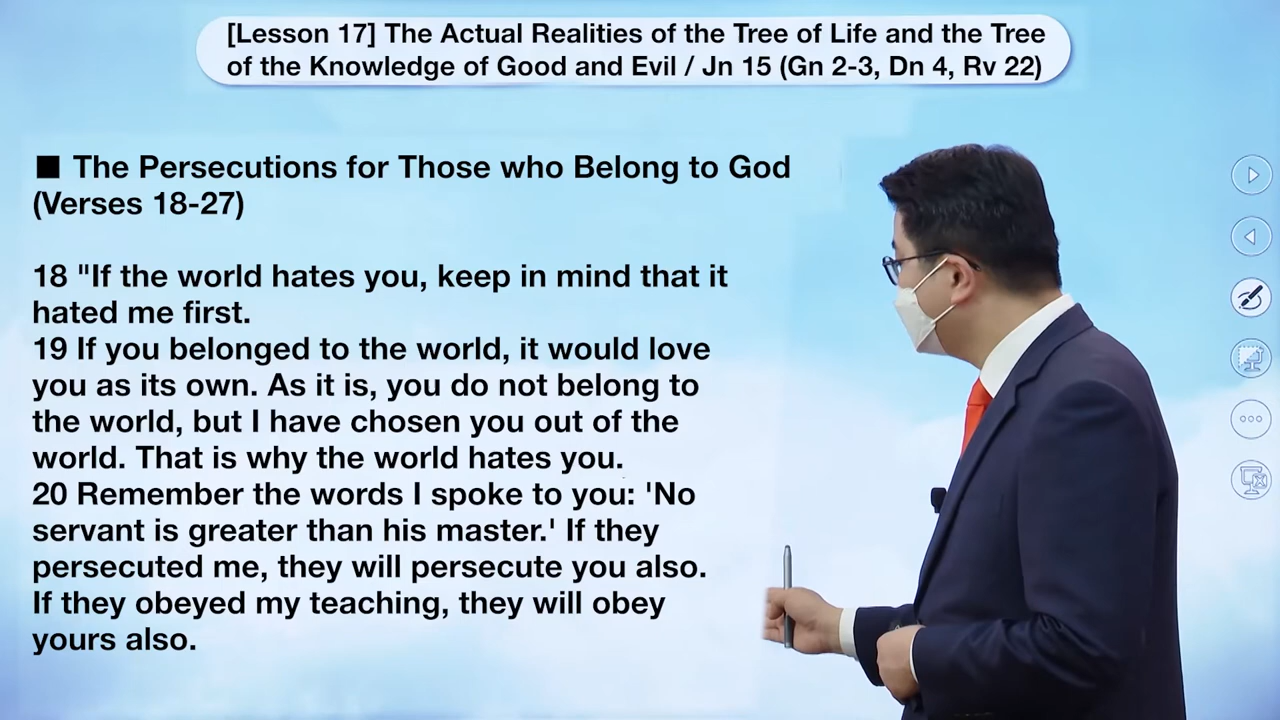 [Lesson 17] The Actual Realities of the Tree of Life and the Tree
of the Knowledge of Good and Evil / Jn 15 (Gn 2-3, Dn 4, Rv 22)
■ The Persecutions for Those who Belong to God
(Verses 18-27)
18 "If the world hates you, keep in mind that it
hated me first.
19 If you belonged to the world, it would love
you as its own. As it is, you do not belong to
the world, but I have chosen you out of the
world. That is why the world hates you.
20 Remember the words I spoke to you: 'No
servant is greater than his master.' If they
persecuted me, they will persecute you also.
If they obeyed my teaching, they will obey
yours also.